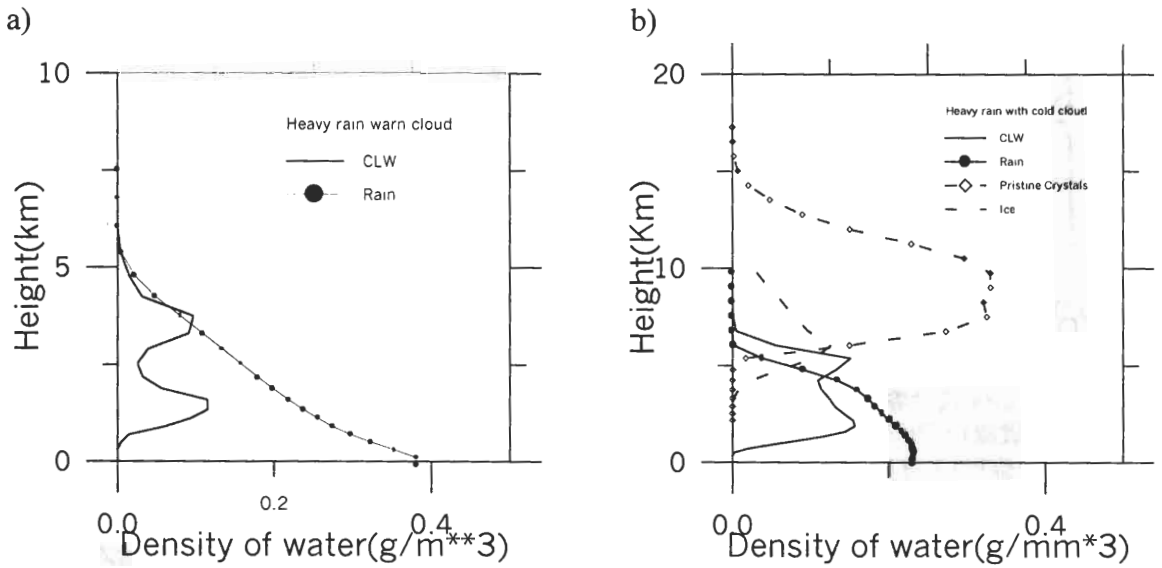 a)
10
Heavy rain warn cloud
CLW
Rain
5
Height(km)
0
0.0
0.2
0.4
Density of water(g/m**3)
b)
20
Heavy rain with cold cloud
CLW
Rain
Pristine Crystals
Ice
10
Height(Km)
0
0.0
0.4
Density of water(g/mm*3)